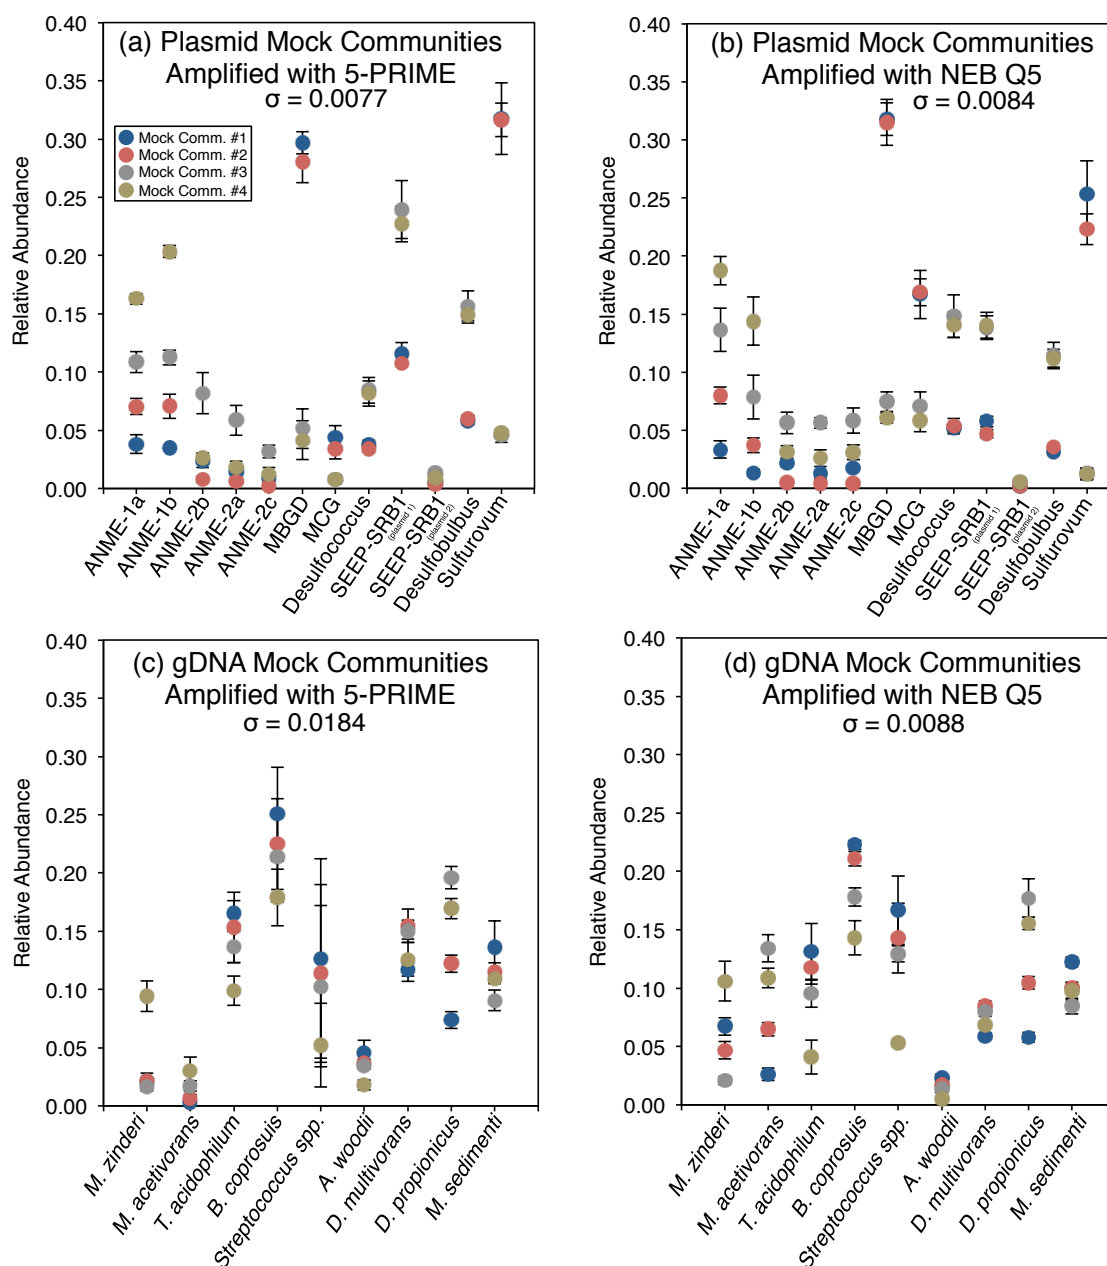 (a) Plasmid Mock Communities
Amplified with 5-PRIME
σ = 0.0077
Mock Comm. #1
Mock Comm. #2
Mock Comm. #3
Mock Comm. #4
Relative Abundance
0.40
0.35
0.30
0.25
0.20
0.15
0.10
0.05
0.00
ANME-1a
ANME-1b
ANME-2b
ANME-2a
ANME-2c
MBGD
MCG
Desulfococcus
SEEP-SRB1
(plasmid 1)
SEEP-SRB1
(plasmid 2)
Desulfobulbus
Sulfurovum
(b) Plasmid Mock Communities
Amplified with NEB Q5
σ = 0.0084
Relative Abundance
0.40
0.35
0.30
0.25
0.20
0.15
0.10
0.05
0.00
ANME-1a
ANME-1b
ANME-2b
ANME-2a
ANME-2c
MBGD
MCG
Desulfococcus
SEEP-SRB1
(plasmid 1)
SEEP-SRB1
(plasmid 2)
Desulfobulbus
Sulfurovum
(c) gDNA Mock Communities
Amplified with 5-PRIME
σ = 0.0184
Relative Abundance
0.40
0.35
0.30
0.25
0.20
0.15
0.10
0.05
0.00
M. zinderi
M. acetivorans
T. acidophilum
B. coprosuis
Streptococcus spp.
A. woodii
D. multivorans
D. propionicus
M. sedimenti
(d) gDNA Mock Communities
Amplified with NEB Q5
σ = 0.0088
Relative Abundance
0.40
0.35
0.30
0.25
0.20
0.15
0.10
0.05
0.00
M. zinderi
M. acetivorans
T. acidophilum
B. coprosuis
Streptococcus spp.
A. woodii
D. multivorans
D. propionicus
M. sedimenti